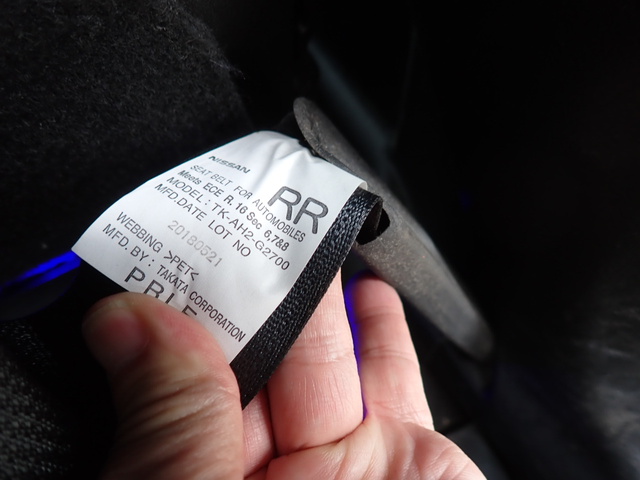 NISSAN
SEAT BELT FOR AUTOMOBILES
Meets ECE R. 16 Sec 6,7&8
RR
MODEL : TK-AH2-G2700
MFD.DATE LOT NO
20180521
WEBBING >PET<
MFD. BY : TAKATA CORPORATION